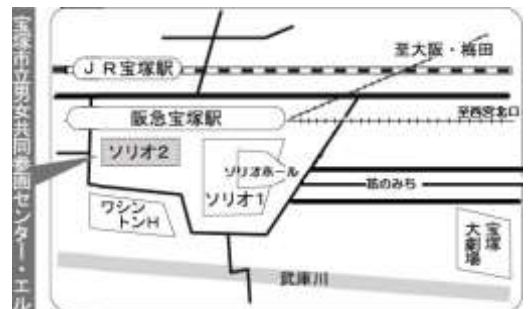 宝塚市立男女共同参画センター・エル
至大阪・梅田
JR宝塚駅
阪急宝塚駅
至西宮北口
ソリオ2
ソリオホール
ソリオ1
花のみち
ワシン
トンH
宝塚
大劇場
武庫川